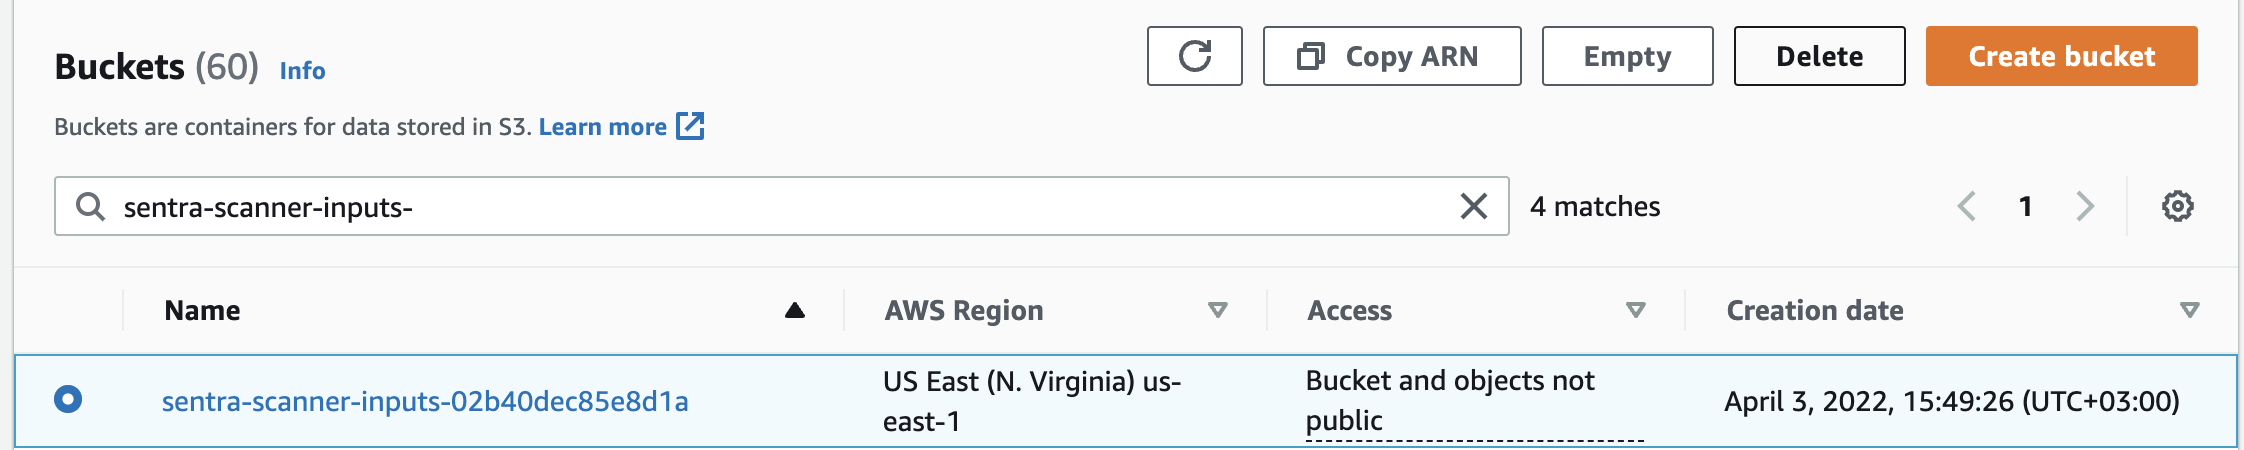 Buckets (60) Info
Copy ARN
Empty
Delete
Create bucket
Buckets are containers for data stored in S3. Learn more
sentra-scanner-inputs-
4 matches
1
Name
AWS Region
Access
Creation date
sentra-scanner-inputs-02b40dec85e8d1a
US East (N. Virginia) us-
east-1
Bucket and objects not
public
April 3, 2022, 15:49:26 (UTC+03:00)